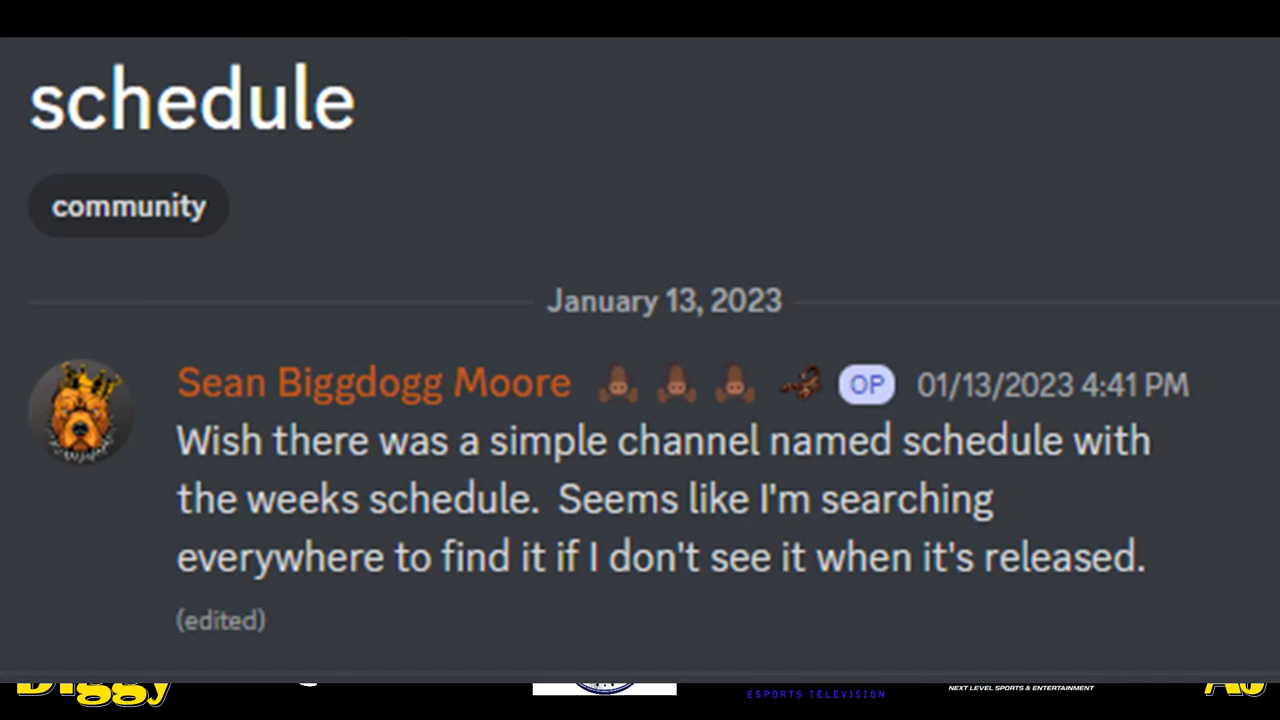 schedule
community
January 13, 2023
Sean Biggdogg Moore OP 01/13/2023 4:41 PM
Wish there was a simple channel named schedule with
the weeks schedule.  Seems like I'm searching
everywhere to find it if I don't see it when it's released.
(edited)
Diggy
ESPORTS TELEVISION
NEXT LEVEL SPORTS & ENTERTAINMENT